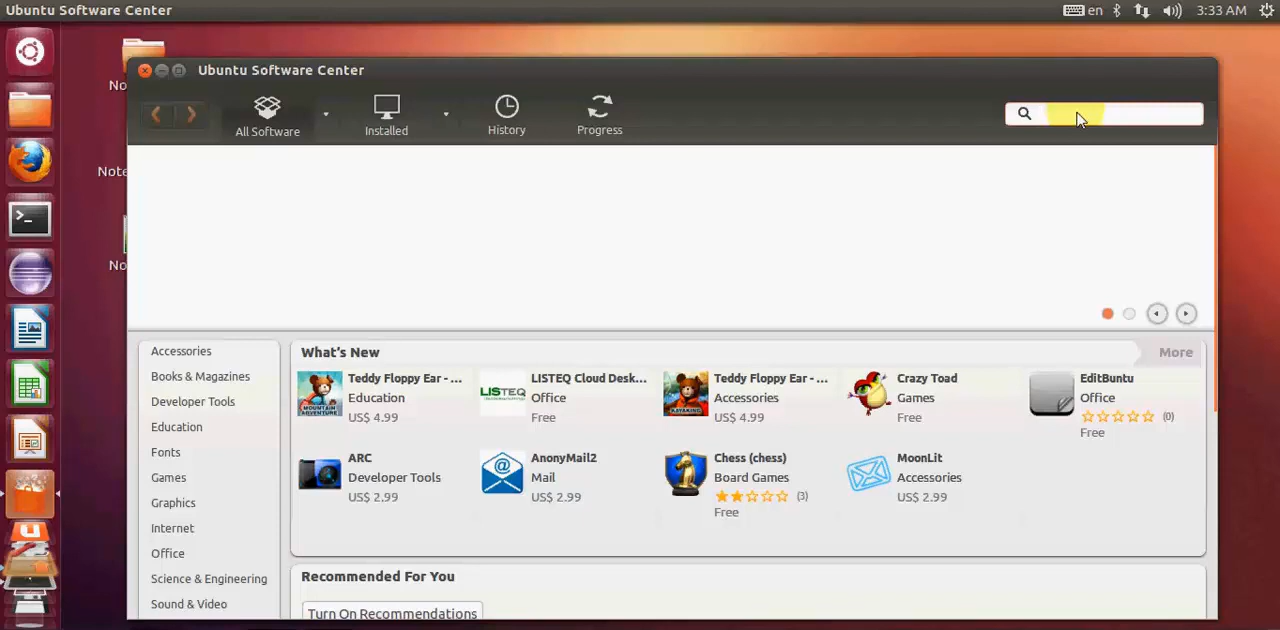 Ubuntu Software Center
en
3:33 AM
No
Note
No
Ubuntu Software Center
All Software
Installed
History
Progress
Accessories
Books & Magazines
Developer Tools
Education
Fonts
Games
Graphics
Internet
Office
Science & Engineering
Sound & Video
What's New
More
Teddy Floppy Ear - ...
Education
US$ 4.99
LISTEQ
LISTEQ Cloud Desk...
Office
Free
Teddy Floppy Ear - ...
Accessories
US$ 4.99
Crazy Toad
Games
Free
EditBuntu
Office
(0)
Free
ARC
Developer Tools
US$ 2.99
AnonyMail2
Mail
US$ 2.99
Chess (chess)
Board Games
(3)
Free
MoonLit
Accessories
US$ 2.99
Recommended For You
Turn On Recommendations